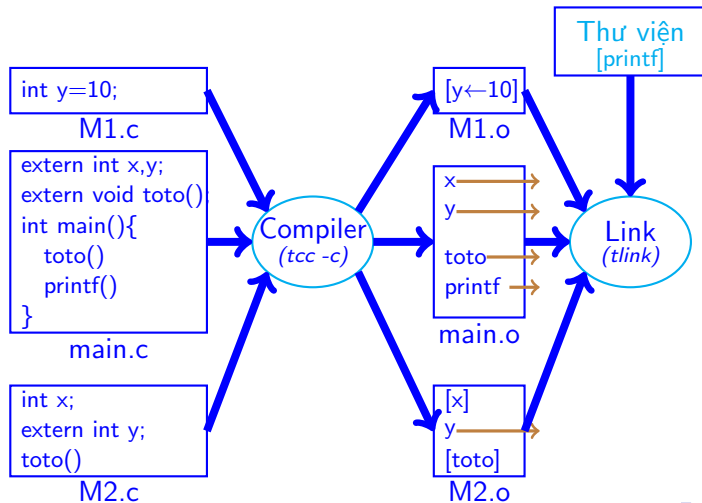 Thư viện
[printf]
int y=10;
M1.c
extern int x,y;
extern void toto();
int main(){
toto()
printf()
}
main.c
int x;
extern int y;
toto()
M2.c
Compiler
(tcc -c)
[y←10]
M1.o
x
y
toto
printf
main.o
[x]
y
[toto]
M2.o
Link
(tlink)